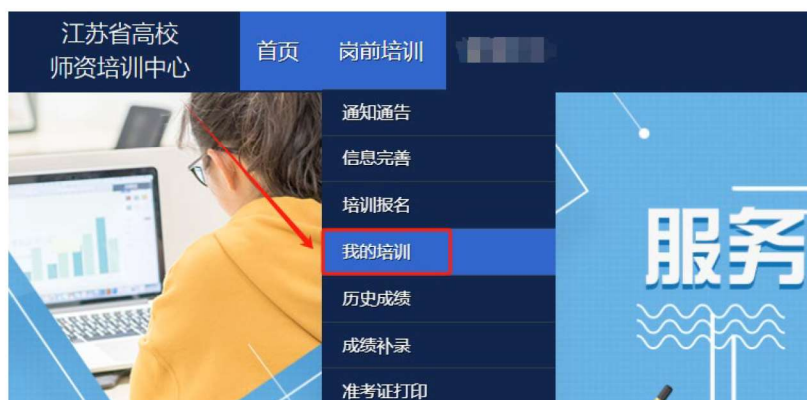 江苏省高校
师资培训中心
首页
岗前培训
通知通告
信息完善
培训报名
我的培训
历史成绩
成绩补录
准考证打印
服务